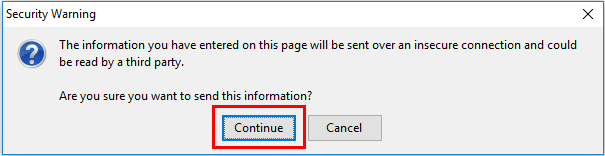 Security Warning
The information you have entered on this page will be sent over an insecure connection and could
be read by a third party.
Are you sure you want to send this information?
Continue Cancel